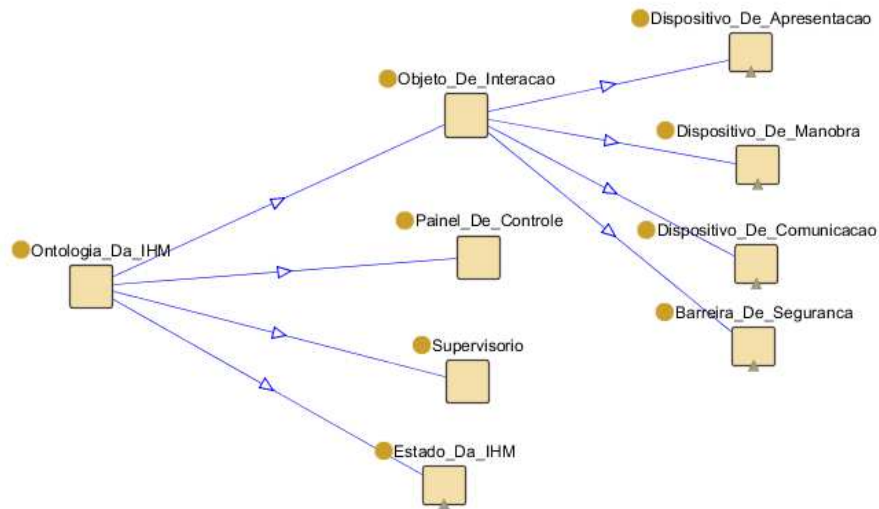 Dispositivo_De_Apresentacao
Objeto_De_Interacao
Dispositivo_De_Manobra
Painel_De_Controle
Dispositivo_De_Comunicacao
Ontologia_Da_IHM
Barreira_De_Seguranca
Supervisorio
Estado_Da_IHM